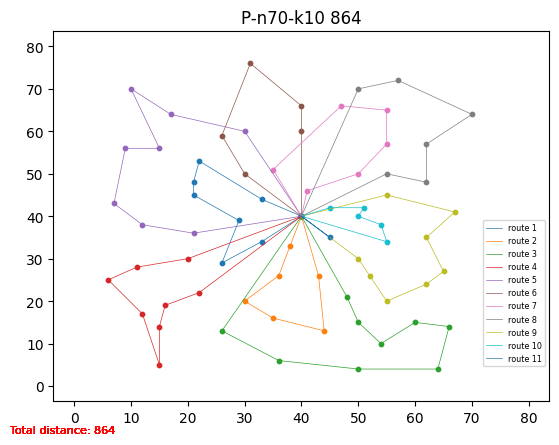 P-n70-k10 864
80
70
60
50
40
30
20
10
0
0 10 20 30 40 50 60 70 80
route 1
route 2
route 3
route 4
route 5
route 6
route 7
route 8
route 9
route 10
route 11
Total distance: 864